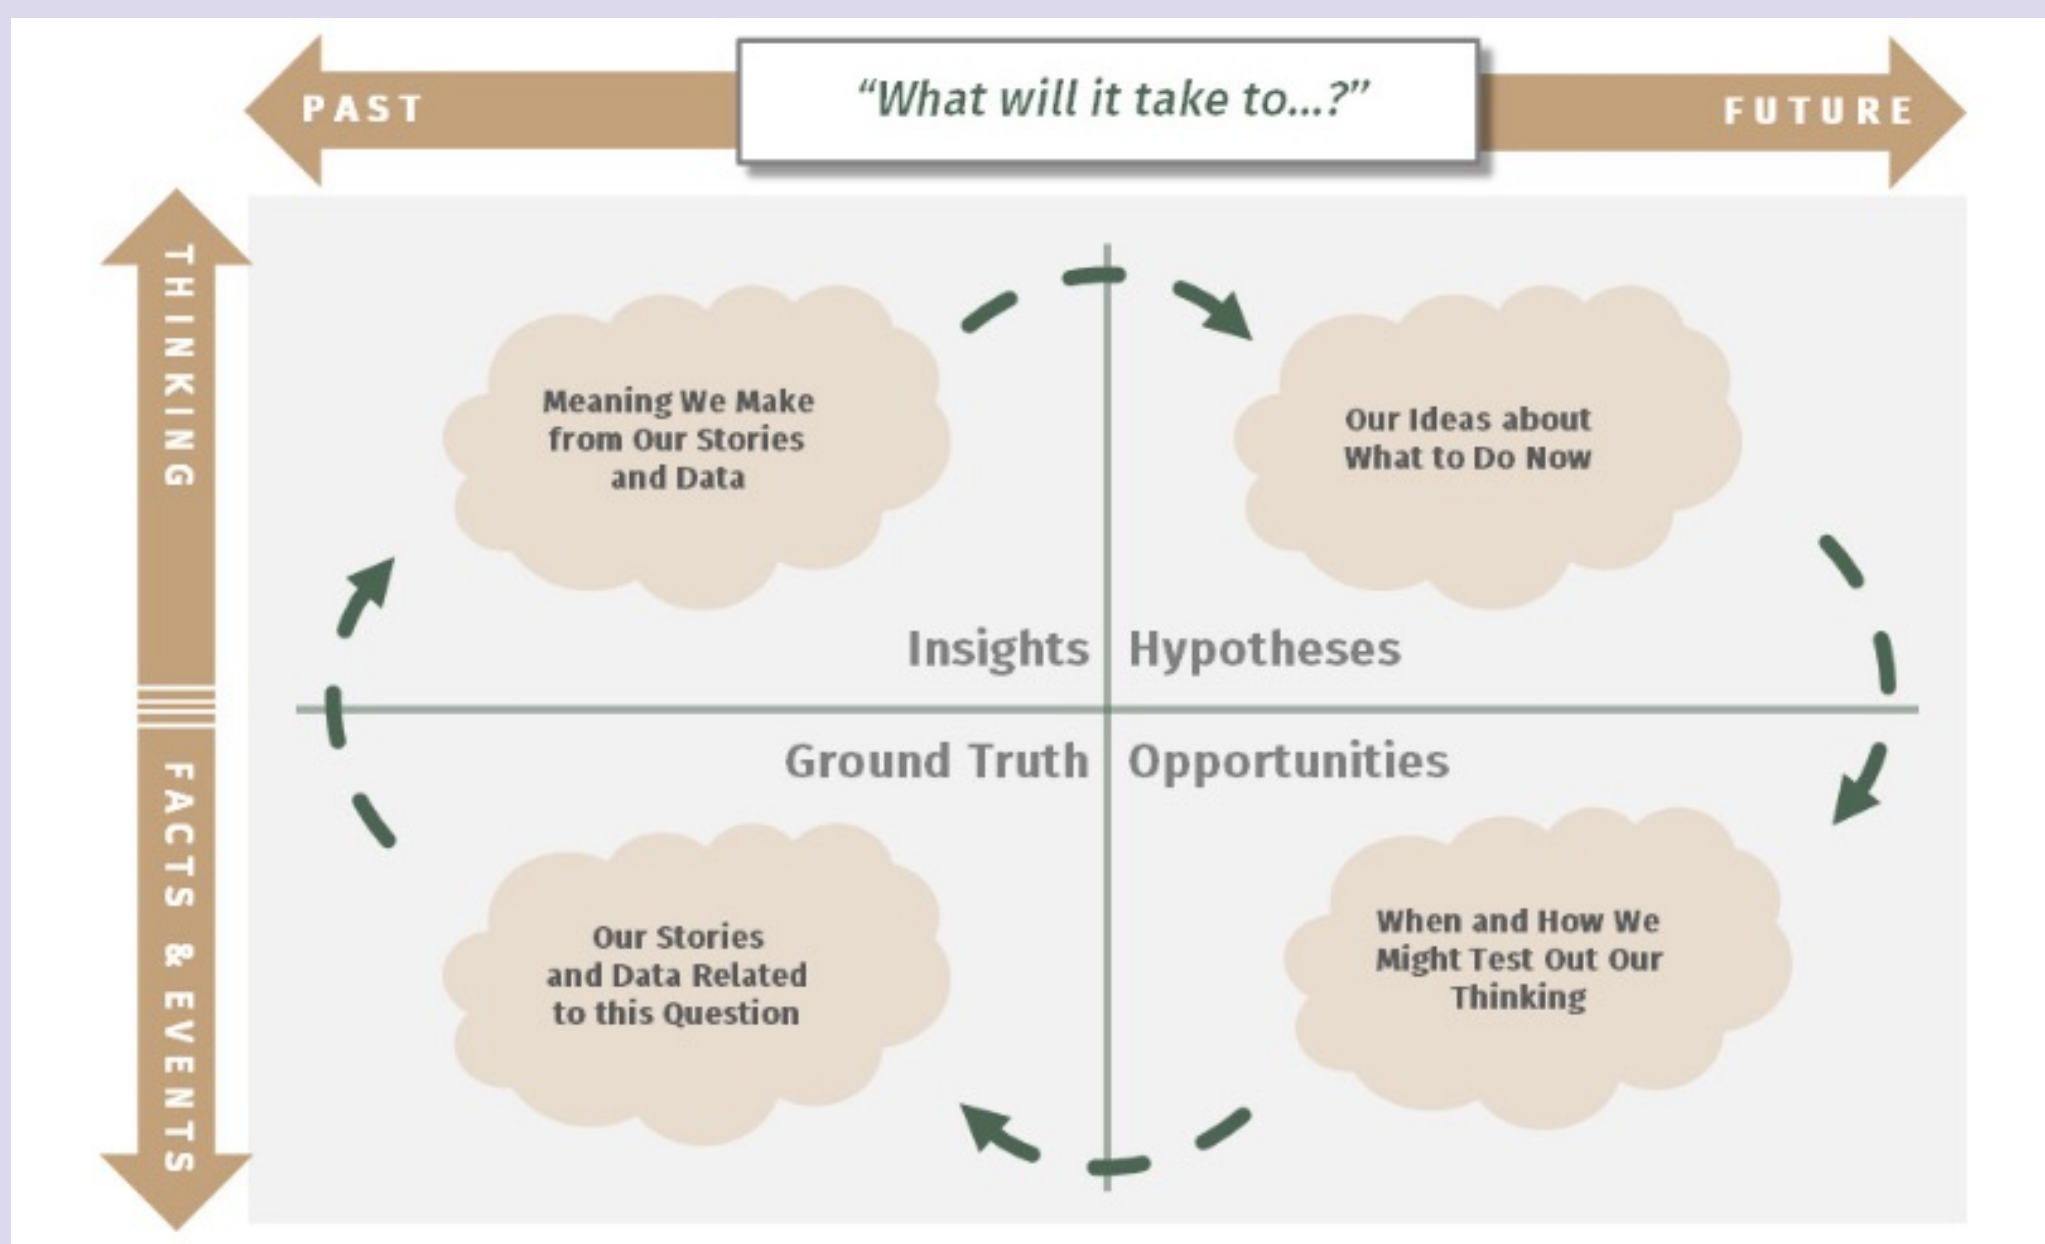 PAST
“What will it take to...?”
FUTURE
THINKING
FACTS & EVENTS
Meaning We Make
from Our Stories
and Data
Our Ideas about
What to Do Now
Insights
Hypotheses
Ground Truth
Opportunities
Our Stories
and Data Related
to this Question
When and How We
Might Test Out Our
Thinking